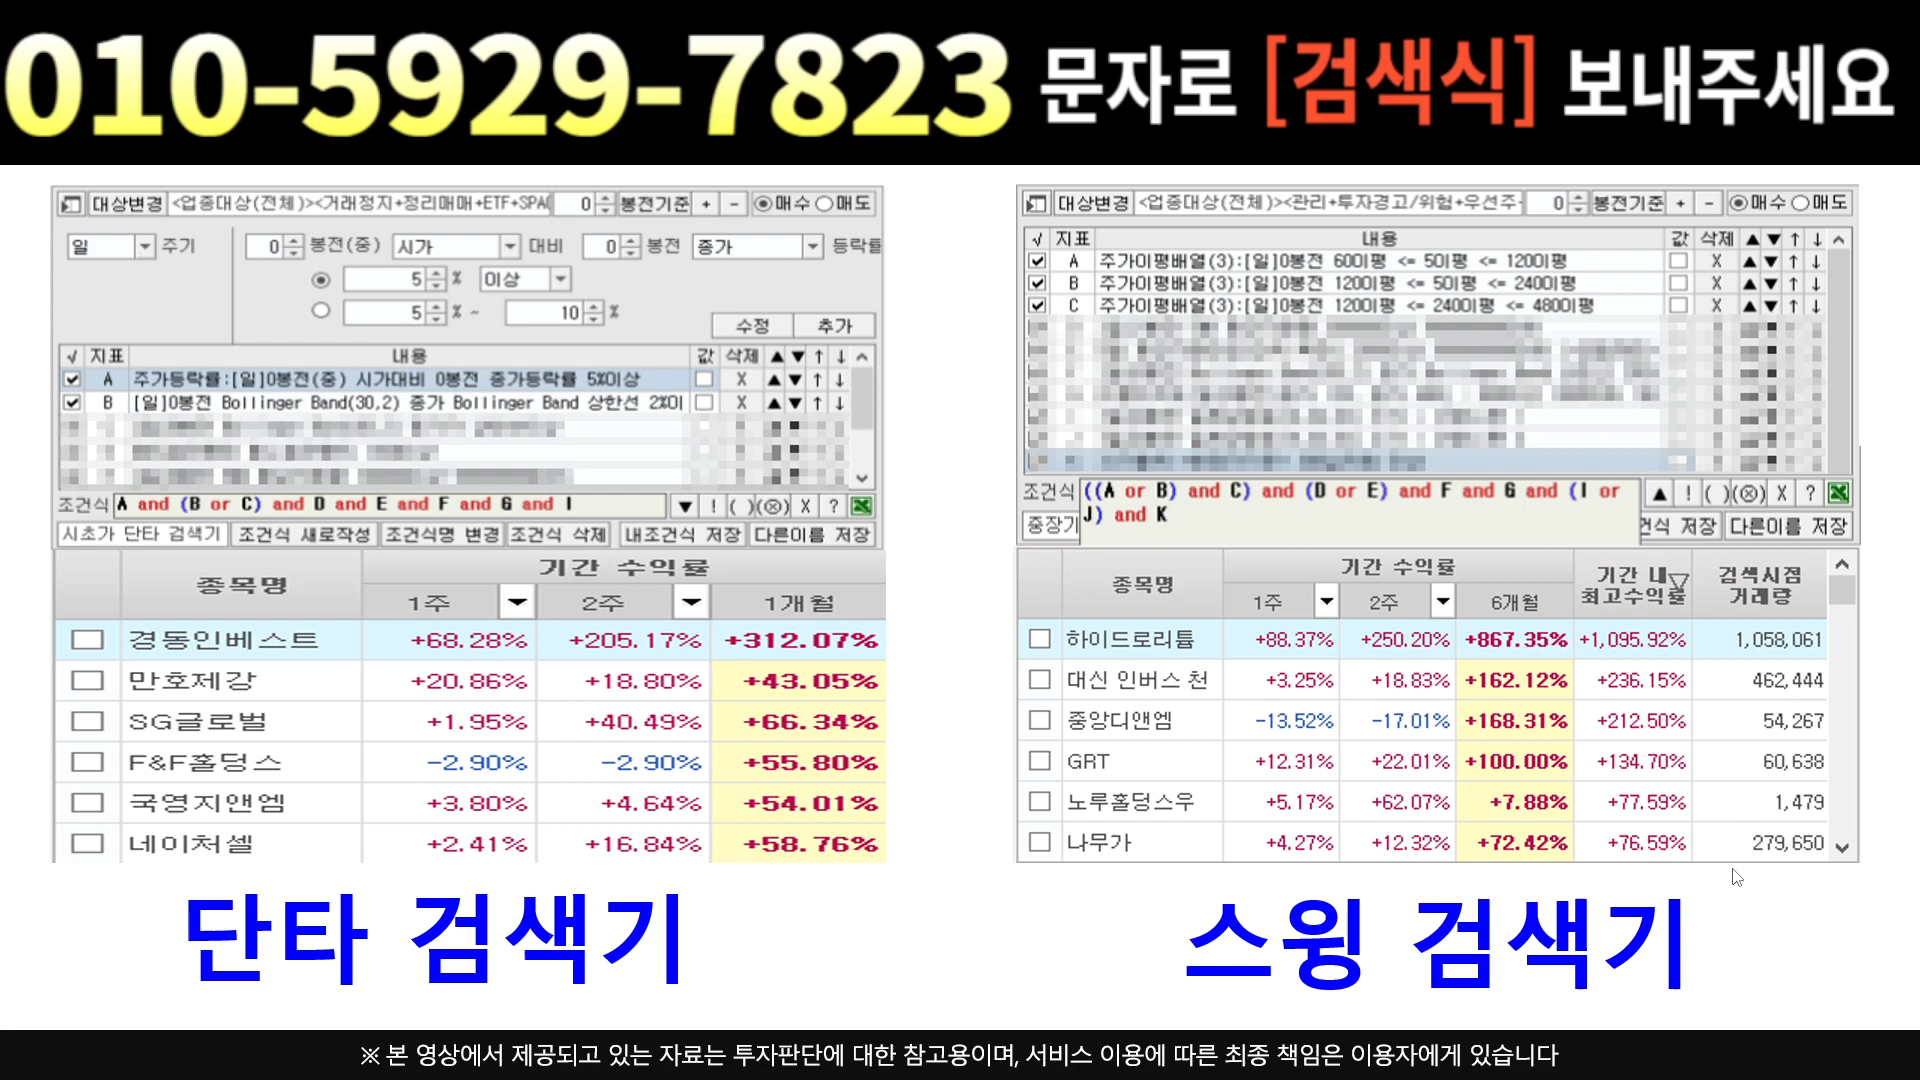 010-5929-7823 문자로 [검색식] 보내주세요
대상변경 <업종대상(전체)><거래정지+정리매매+ETF+SPA 0 봉전기준 + - 매수 매도
일 주기 0 봉전(중) 시가 대비 0 봉전 종가 등락률
5 % 이상
5 % ~ 10 %
수정 추가
√ 지표 내용 값 삭제 ▲ ▼ ↑ ↓
A 주가등락률:[일]0봉전(중) 시가대비 0봉전 종가등락률 5%이상 X ▲ ▼ ↑ ↓
B [일]0봉전 Bollinger Band(30,2) 종가 Bollinger Band 상한선 2%이 X ▲ ▼ ↑ ↓
조건식 A and (B or C) and D and E and F and G and I ▼ ! ( )(⊗) X ?
시초가 단타 검색기 조건식 새로작성 조건식명 변경 조건식 삭제 내조건식 저장 다른이름 저장
종목명 기간 수익률
1주 2주 1개월
경동인베스트 +68.28% +205.17% +312.07%
만호제강 +20.86% +18.80% +43.05%
SG글로벌 +1.95% +40.49% +66.34%
F&F홀딩스 -2.90% -2.90% +55.80%
국영지앤엠 +3.80% +4.64% +54.01%
네이처셀 +2.41% +16.84% +58.76%
단타 검색기
대상변경 <업종대상(전체)><관리+투자경고/위험+우선주+ 0 봉전기준 + - 매수 매도
√ 지표 내용 값 삭제 ▲ ▼ ↑ ↓
A 주가이평배열(3):[일]0봉전 60이평 <= 5이평 <= 120이평 X ▲ ▼ ↑ ↓
B 주가이평배열(3):[일]0봉전 120이평 <= 5이평 <= 240이평 X ▲ ▼ ↑ ↓
C 주가이평배열(3):[일]0봉전 120이평 <= 240이평 <= 480이평 X ▲ ▼ ↑ ↓
조건식 ((A or B) and C) and (D or E) and F and G and (I or ▲ ! ( )(⊗) X ?
중장기 J) and K 건식 저장 다른이름 저장
종목명 기간 수익률 기간 내 최고수익률 검색시점 거래량
1주 2주 6개월
하이드로리튬 +88.37% +250.20% +867.35% +1,095.92% 1,058,061
대신 인버스 천 +3.25% +18.83% +162.12% +236.15% 462,444
중앙디앤엠 -13.52% -17.01% +168.31% +212.50% 54,267
GRT +12.31% +22.01% +100.00% +134.70% 60,638
노루홀딩스우 +5.17% +62.07% +7.88% +77.59% 1,479
나무가 +4.27% +12.32% +72.42% +76.59% 279,650
스윙 검색기
※ 본 영상에서 제공되고 있는 자료는 투자판단에 대한 참고용이며, 서비스 이용에 따른 최종 책임은 이용자에게 있습니다